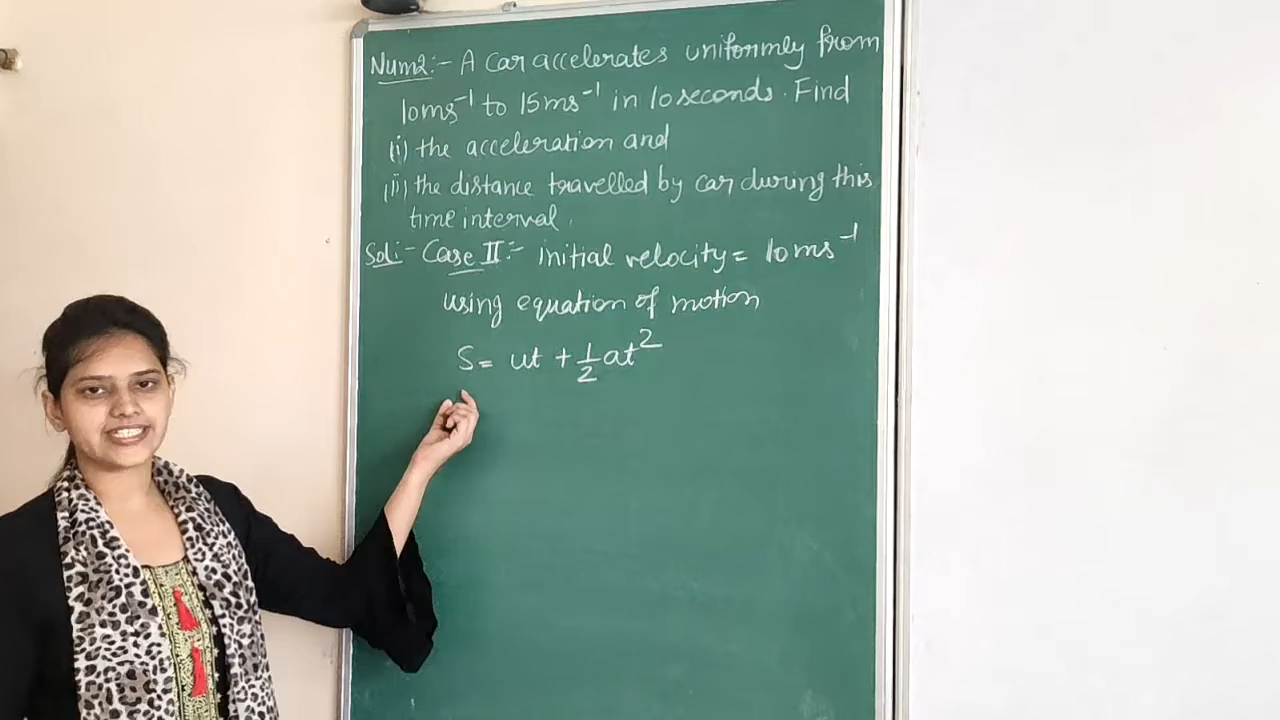 Num2:- A car accelerates uniformly from
10ms⁻¹ to 15ms⁻¹ in 10 seconds. Find
(i) the acceleration and
(ii) the distance travelled by car during this
time interval.
Sol:- Case II:- initial velocity = 10ms⁻¹
using equation of motion
S = ut + 1/2 at²